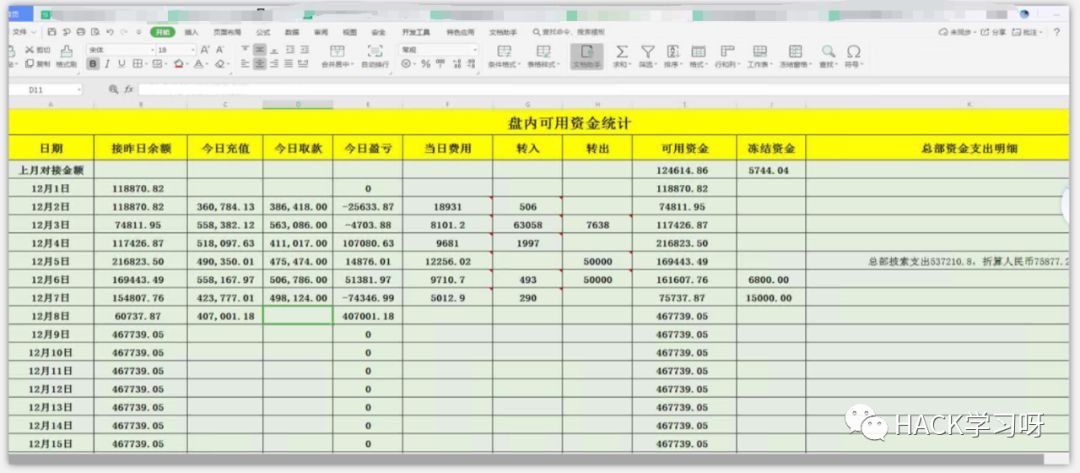 文件 开始 插入 页面布局 公式 数据 审阅 视图 安全 开发工具 特色应用 文档助手 查找命令、搜索模板 未同步 分享 批注 ?
剪切 宋体 18 常规
复制 格式刷 B I U 合并居中 自动换行 条件格式 表格样式 文档助手 求和 筛选 排序 格式 行和列 工作表 冻结窗格 查找 符号
D11 fx
A B C D E F G H I J K
盘内可用资金统计
日期 接昨日余额 今日充值 今日取款 今日盈亏 当日费用 转入 转出 可用资金 冻结资金 总部资金支出明细
上月对接金额 124614.86 5744.04
12月1日 118870.82 0 118870.82
12月2日 118870.82 360,784.13 386,418.00 -25633.87 18931 506 74811.95
12月3日 74811.95 558,382.12 563,086.00 -4703.88 8101.2 63058 7638 117426.87
12月4日 117426.87 518,097.63 411,017.00 107080.63 9681 1997 216823.50
12月5日 216823.50 490,350.01 475,474.00 14876.01 12256.02 50000 169443.49 总部披索支出537210.8，折算人民币75877.2
12月6日 169443.49 558,167.97 506,786.00 51381.97 9710.7 493 50000 161607.76 6800.00
12月7日 154807.76 423,777.01 498,124.00 -74346.99 5012.9 290 75737.87 15000.00
12月8日 60737.87 407,001.18 407001.18 467739.05
12月9日 467739.05 0 467739.05
12月10日 467739.05 0 467739.05
12月11日 467739.05 0 467739.05
12月12日 467739.05 0 467739.05
12月13日 467739.05 0 467739.05
12月14日 467739.05 0 467739.05
12月15日 467739.05 0 467739.05
HACK学习呀